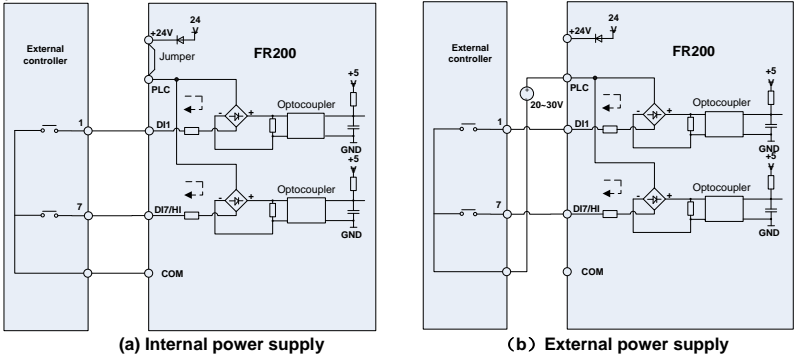 External
controller
+24V
24
V
Jumper
FR200
PLC
+5
V
Optocoupler
1
DI1
- +
GND
+5
V
Optocoupler
7
DI7/HI
- +
GND
COM
(a) Internal power supply
External
controller
+24V
24
V
FR200
PLC
20~30V
+5
V
Optocoupler
1
DI1
- +
GND
+5
V
Optocoupler
7
DI7/HI
- +
GND
COM
（b）External power supply